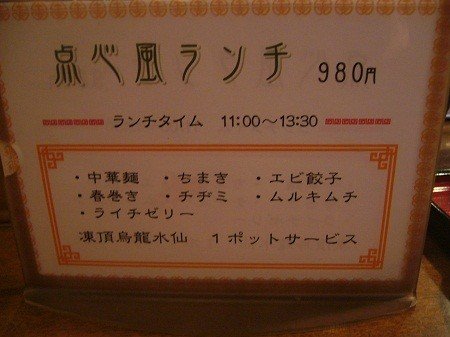 点心風ランチ 980円
ランチタイム 11:00～13:30
・中華麺 ・ちまき ・エビ餃子
・春巻き ・チヂミ ・ムルキムチ
・ライチゼリー
凍頂烏龍水仙 1ポットサービス